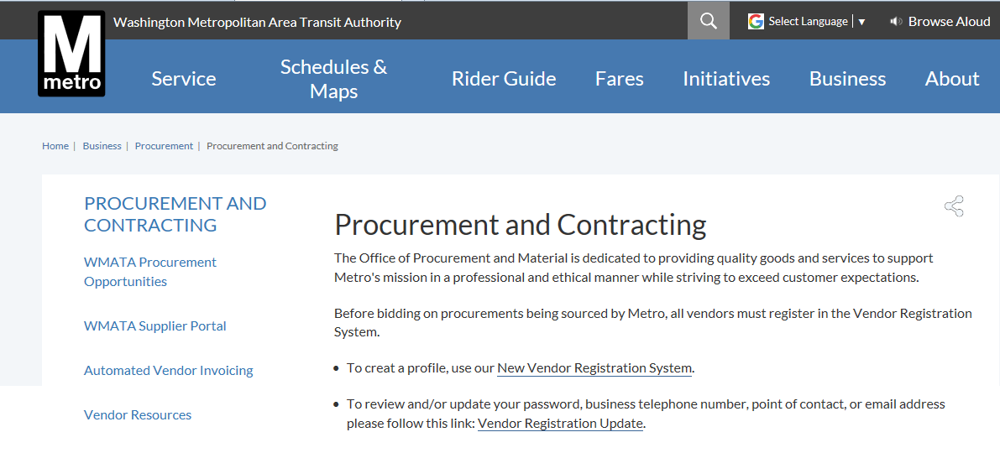 M
metro
Washington Metropolitan Area Transit Authority
G Select Language ▼
Browse Aloud
Service
Schedules &
Maps
Rider Guide
Fares
Initiatives
Business
About
Home | Business | Procurement | Procurement and Contracting
PROCUREMENT AND
CONTRACTING
WMATA Procurement
Opportunities
WMATA Supplier Portal
Automated Vendor Invoicing
Vendor Resources
Procurement and Contracting
The Office of Procurement and Material is dedicated to providing quality goods and services to support
Metro's mission in a professional and ethical manner while striving to exceed customer expectations.
Before bidding on procurements being sourced by Metro, all vendors must register in the Vendor Registration
System.
• To creat a profile, use our New Vendor Registration System.
• To review and/or update your password, business telephone number, point of contact, or email address
please follow this link: Vendor Registration Update.